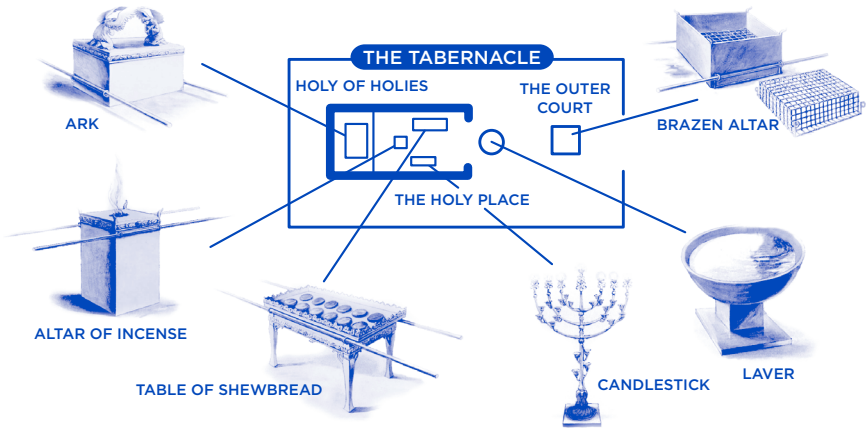 THE TABERNACLE
HOLY OF HOLIES
THE OUTER
COURT
ARK
BRAZEN ALTAR
THE HOLY PLACE
ALTAR OF INCENSE
TABLE OF SHEWBREAD
CANDLESTICK
LAVER